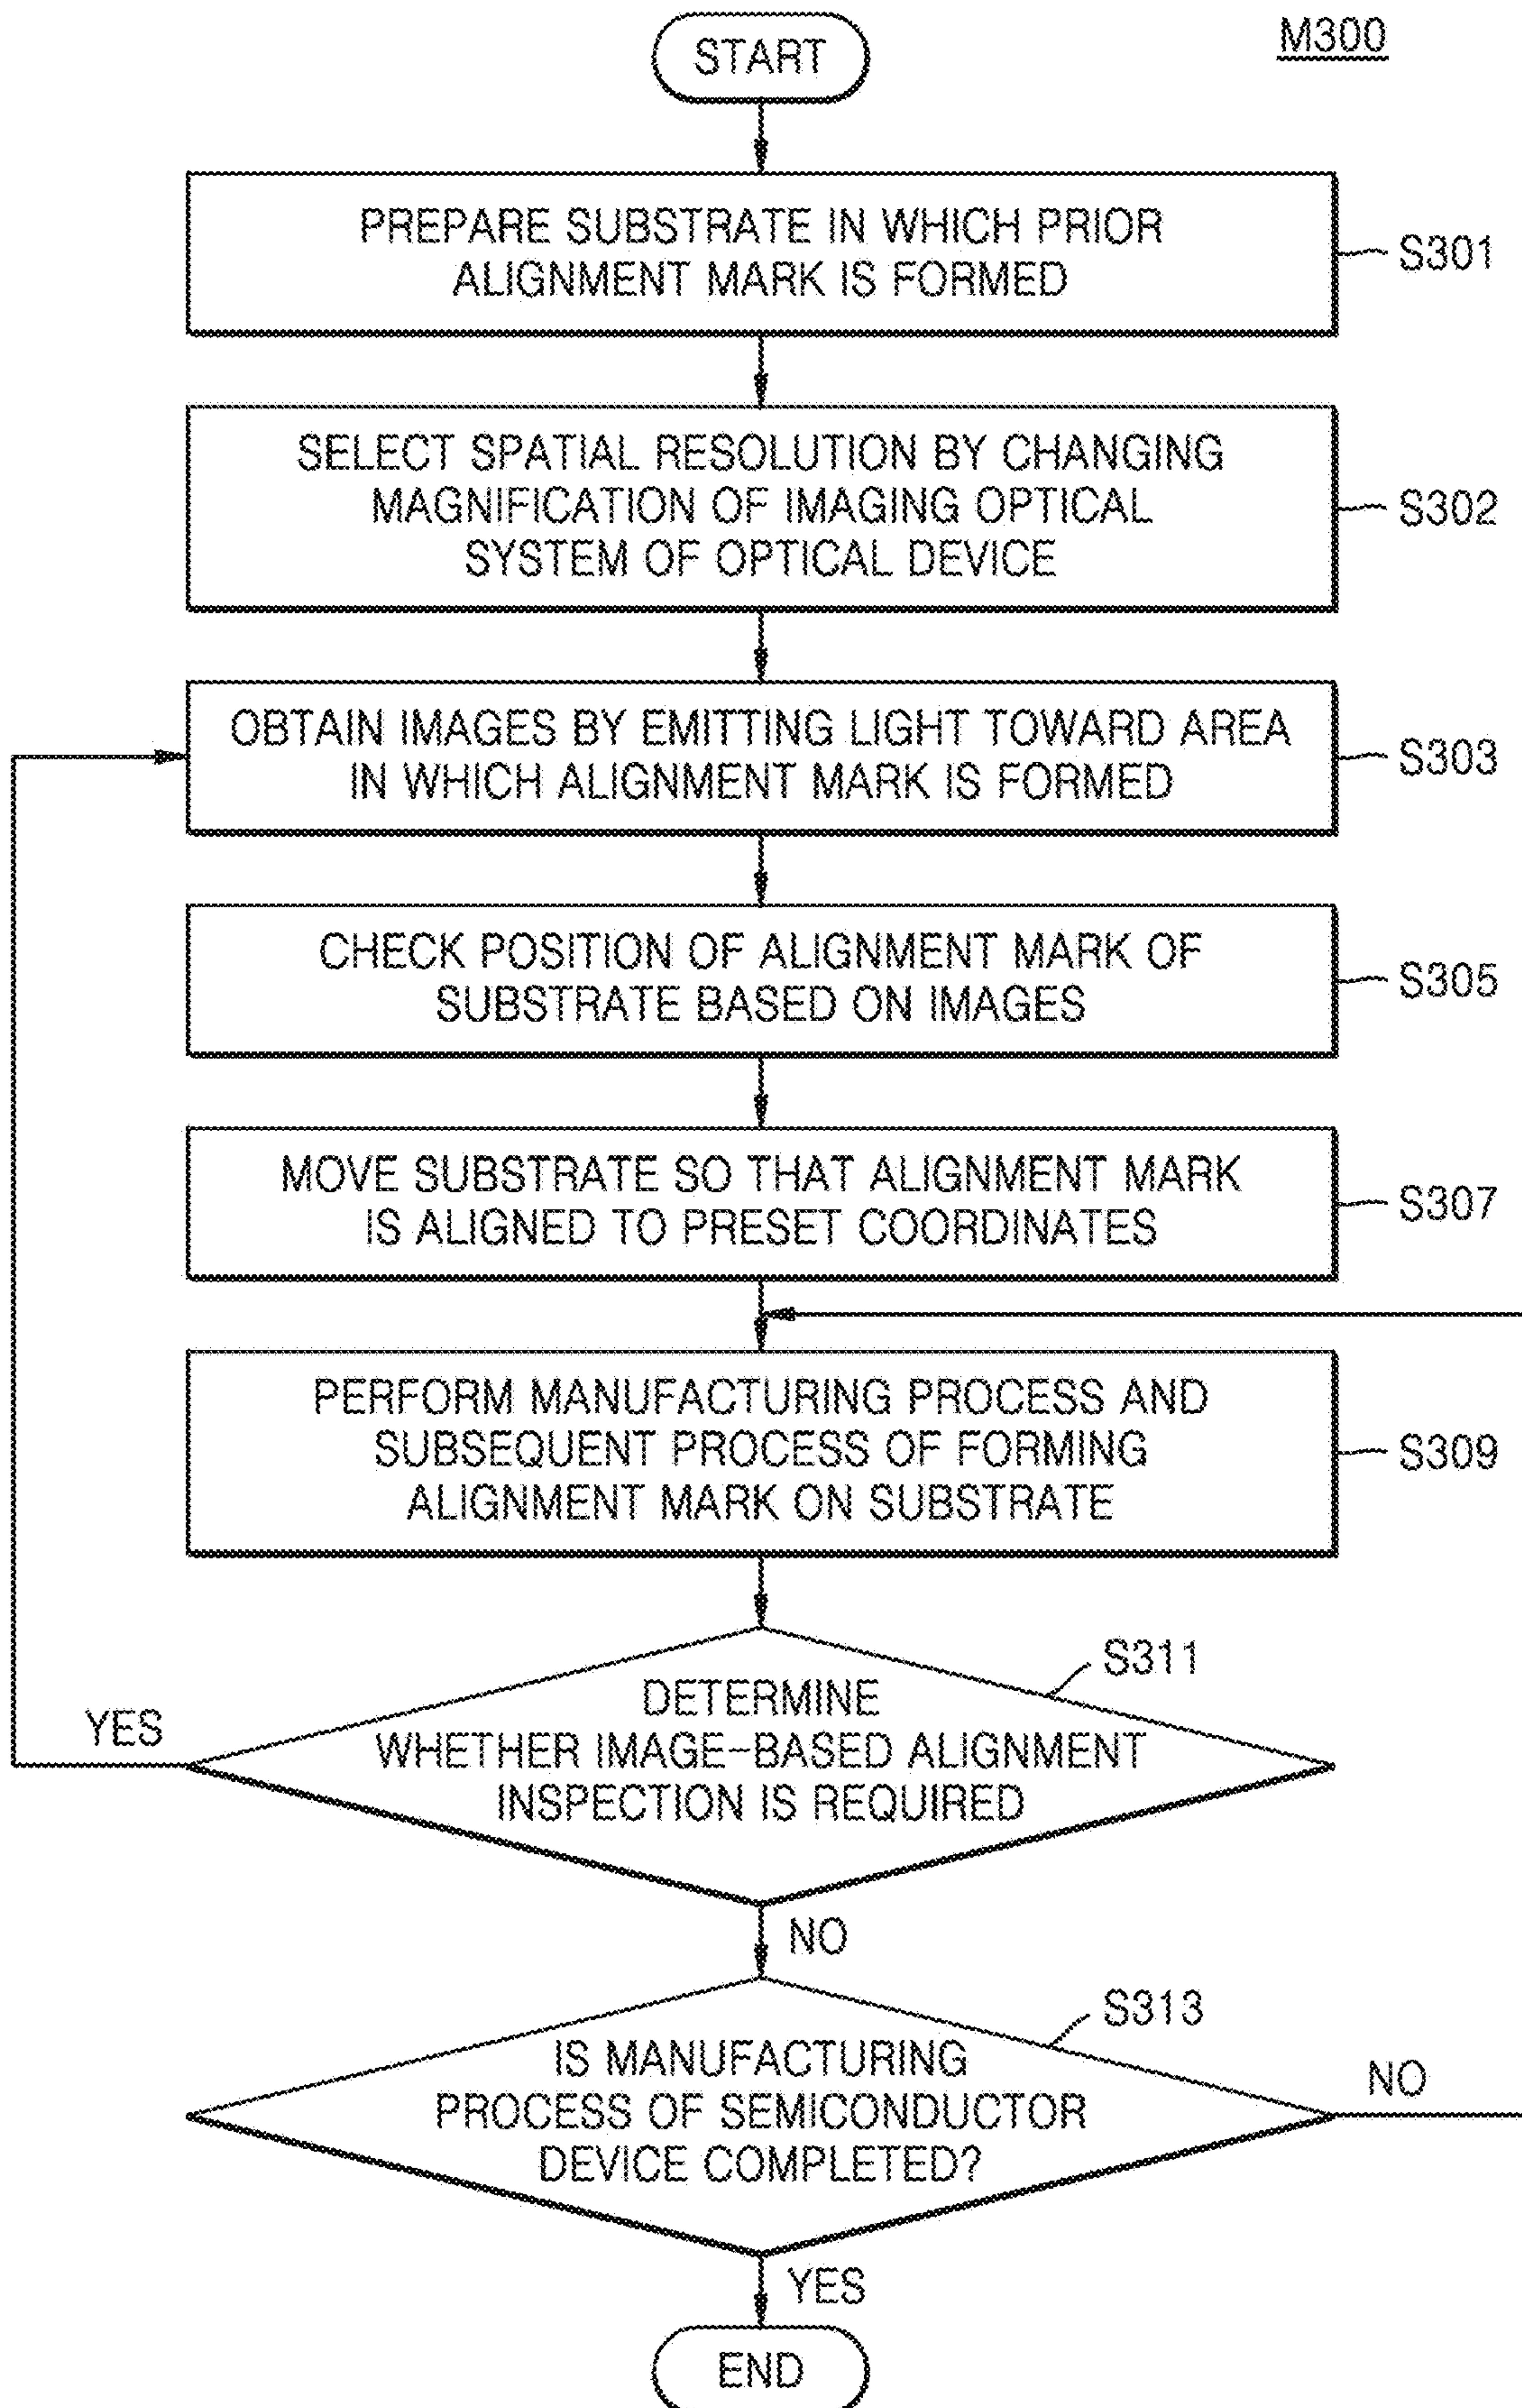 M300
START
PREPARE SUBSTRATE IN WHICH PRIOR
ALIGNMENT MARK IS FORMED
S301
SELECT SPATIAL RESOLUTION BY CHANGING
MAGNIFICATION OF IMAGING OPTICAL
SYSTEM OF OPTICAL DEVICE
S302
OBTAIN IMAGES BY EMITTING LIGHT TOWARD AREA
IN WHICH ALIGNMENT MARK IS FORMED
S303
CHECK POSITION OF ALIGNMENT MARK OF
SUBSTRATE BASED ON IMAGES
S305
MOVE SUBSTRATE SO THAT ALIGNMENT MARK
IS ALIGNED TO PRESET COORDINATES
S307
PERFORM MANUFACTURING PROCESS AND
SUBSEQUENT PROCESS OF FORMING
ALIGNMENT MARK ON SUBSTRATE
S309
S311
DETERMINE
WHETHER IMAGE-BASED ALIGNMENT
INSPECTION IS REQUIRED
YES
NO
S313
IS MANUFACTURING
PROCESS OF SEMICONDUCTOR
DEVICE COMPLETED?
NO
YES
END